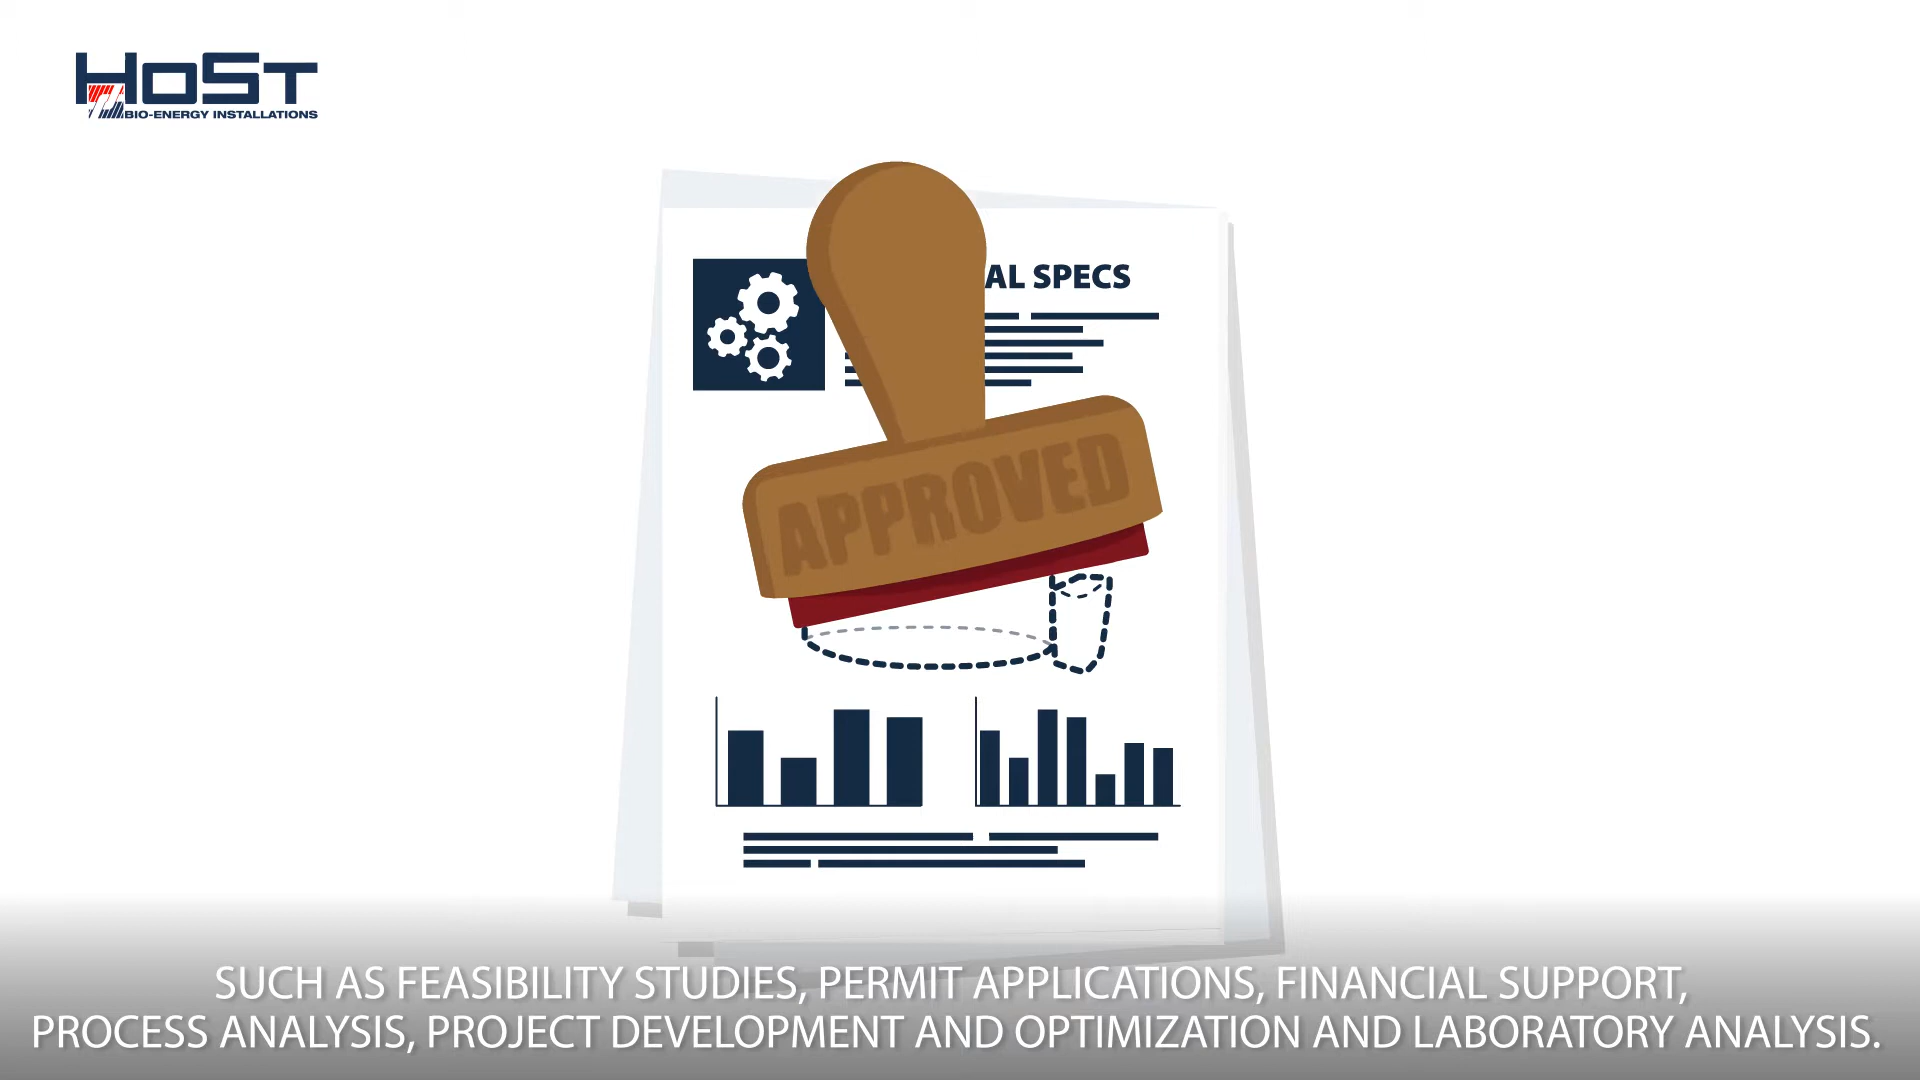 HoSt
BIO-ENERGY INSTALLATIONS
AL SPECS
APPROVED
SUCH AS FEASIBILITY STUDIES, PERMIT APPLICATIONS, FINANCIAL SUPPORT,
PROCESS ANALYSIS, PROJECT DEVELOPMENT AND OPTIMIZATION AND LABORATORY ANALYSIS.